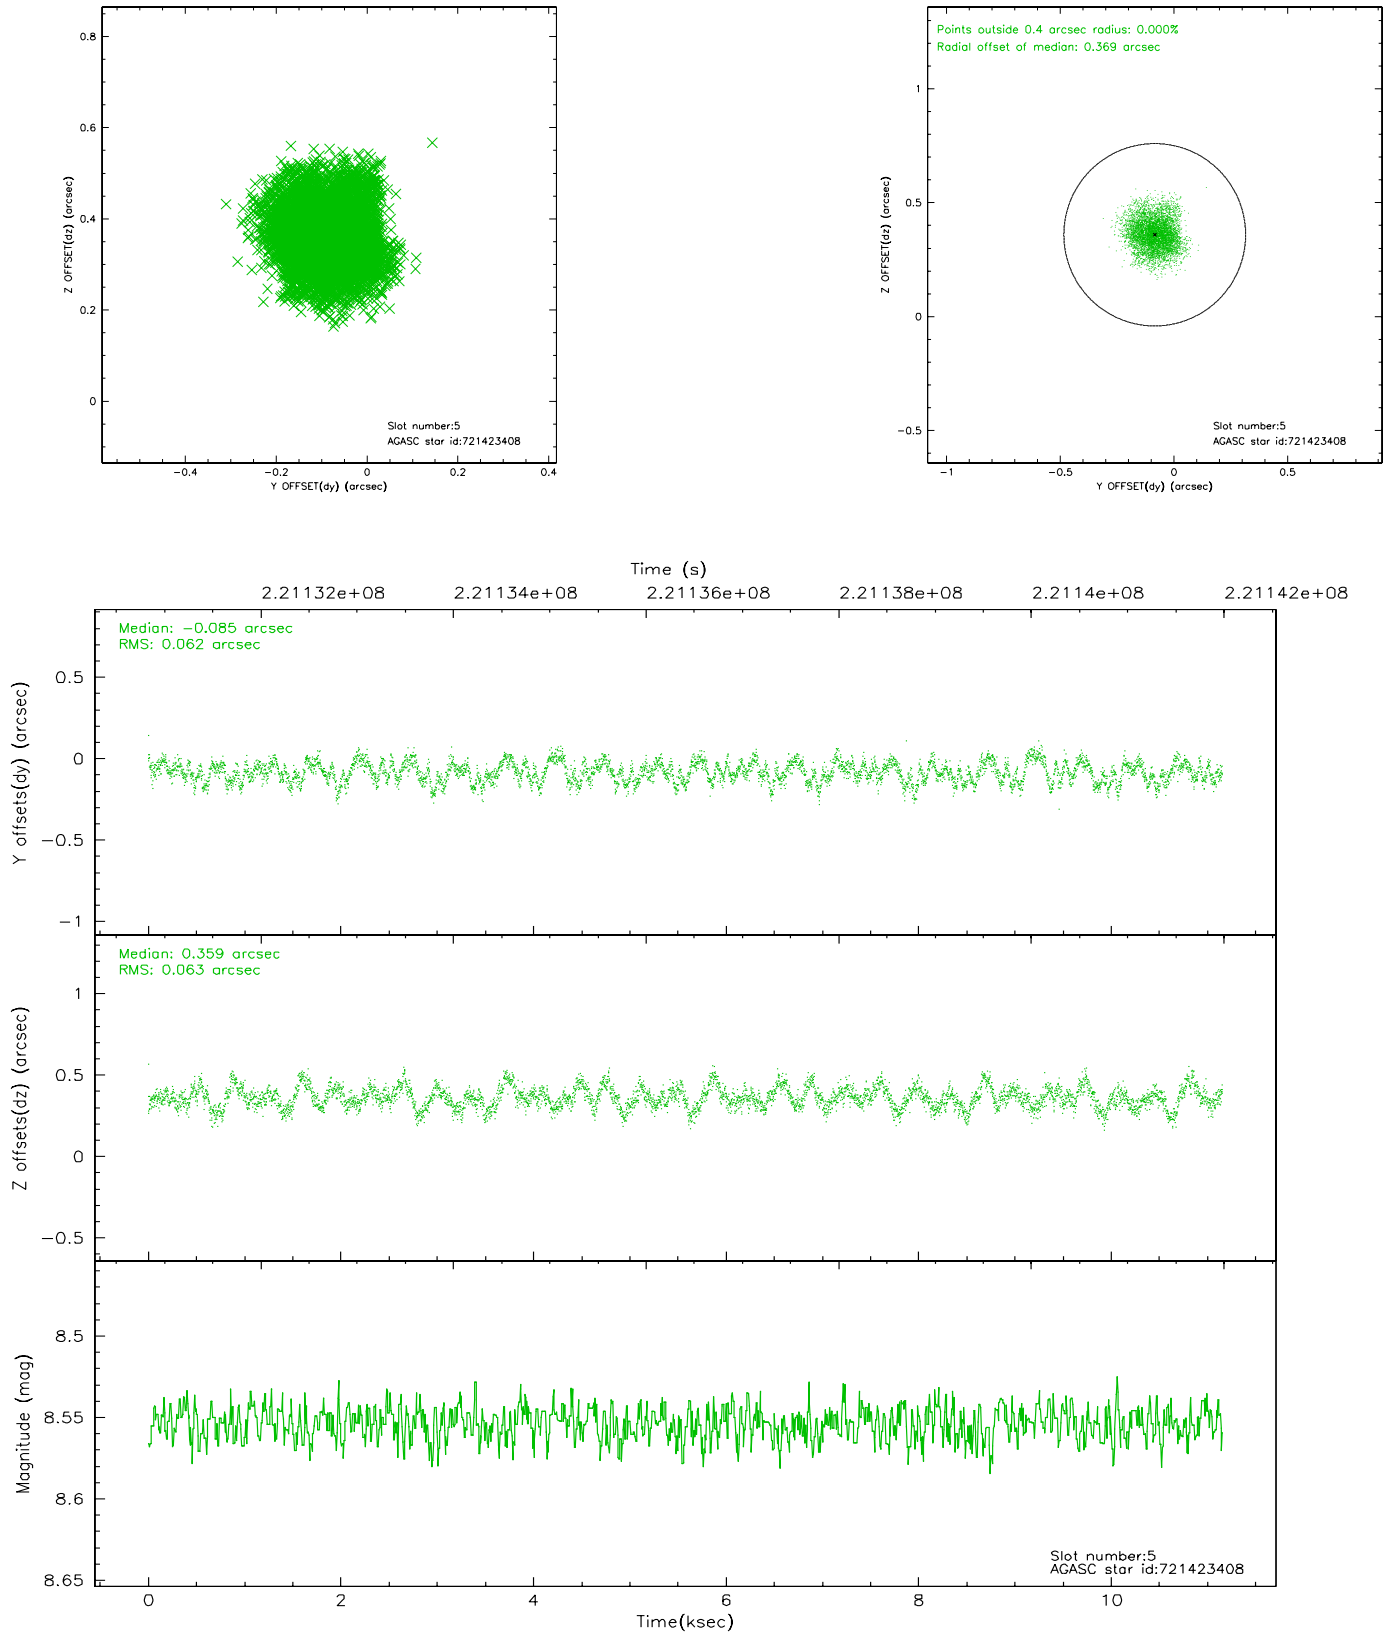 0.8
0.6
0.4
0.2
0
−0.4
−0.2
0
0.2
0.4
Z OFFSET(dz) (arcsec)
Y OFFSET(dy) (arcsec)
Slot number:5
AGASC star id:721423408
Points outside 0.4 arcsec radius: 0.000%
Radial offset of median: 0.369 arcsec
1
0.5
0
−0.5
−1
−0.5
0
0.5
Z OFFSET(dz) (arcsec)
Y OFFSET(dy) (arcsec)
Slot number:5
AGASC star id:721423408
Time (s)
2.21132e+08
2.21134e+08
2.21136e+08
2.21138e+08
2.2114e+08
2.21142e+08
Median: −0.085 arcsec
RMS: 0.062 arcsec
0.5
0
−0.5
−1
Y offsets(dy) (arcsec)
Median: 0.359 arcsec
RMS: 0.063 arcsec
1
0.5
0
−0.5
Z offsets(dz) (arcsec)
8.5
8.55
8.6
8.65
Magnitude (mag)
Slot number:5
AGASC star id:721423408
0
2
4
6
8
10
Time(ksec)